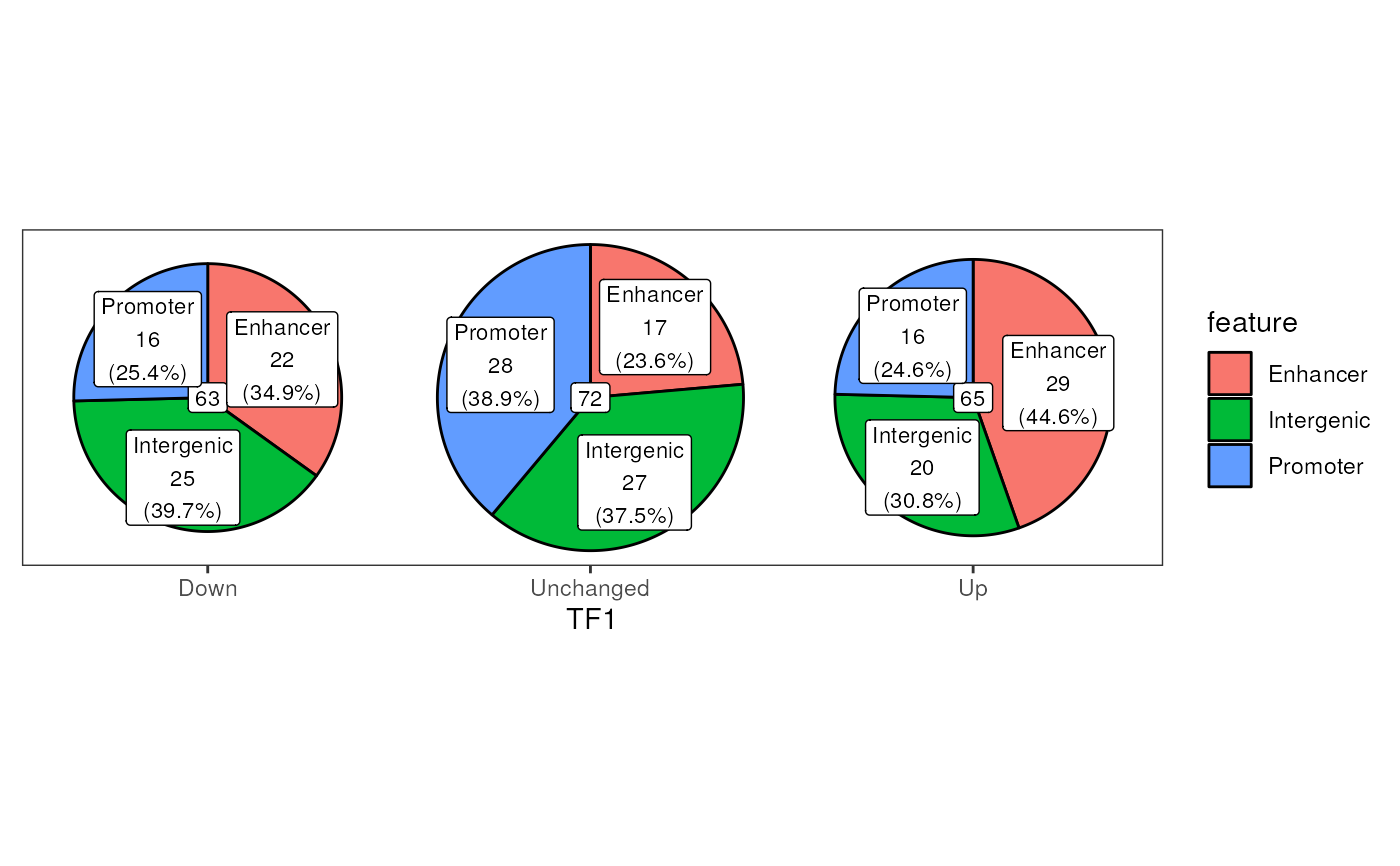 Promoter
16
(25.4%)
Enhancer
22
(34.9%)
63
Intergenic
25
(39.7%)
Promoter
28
(38.9%)
Enhancer
17
(23.6%)
72
Intergenic
27
(37.5%)
Promoter
16
(24.6%)
Enhancer
29
(44.6%)
65
Intergenic
20
(30.8%)
Down
Unchanged
Up
TF1
feature
Enhancer
Intergenic
Promoter